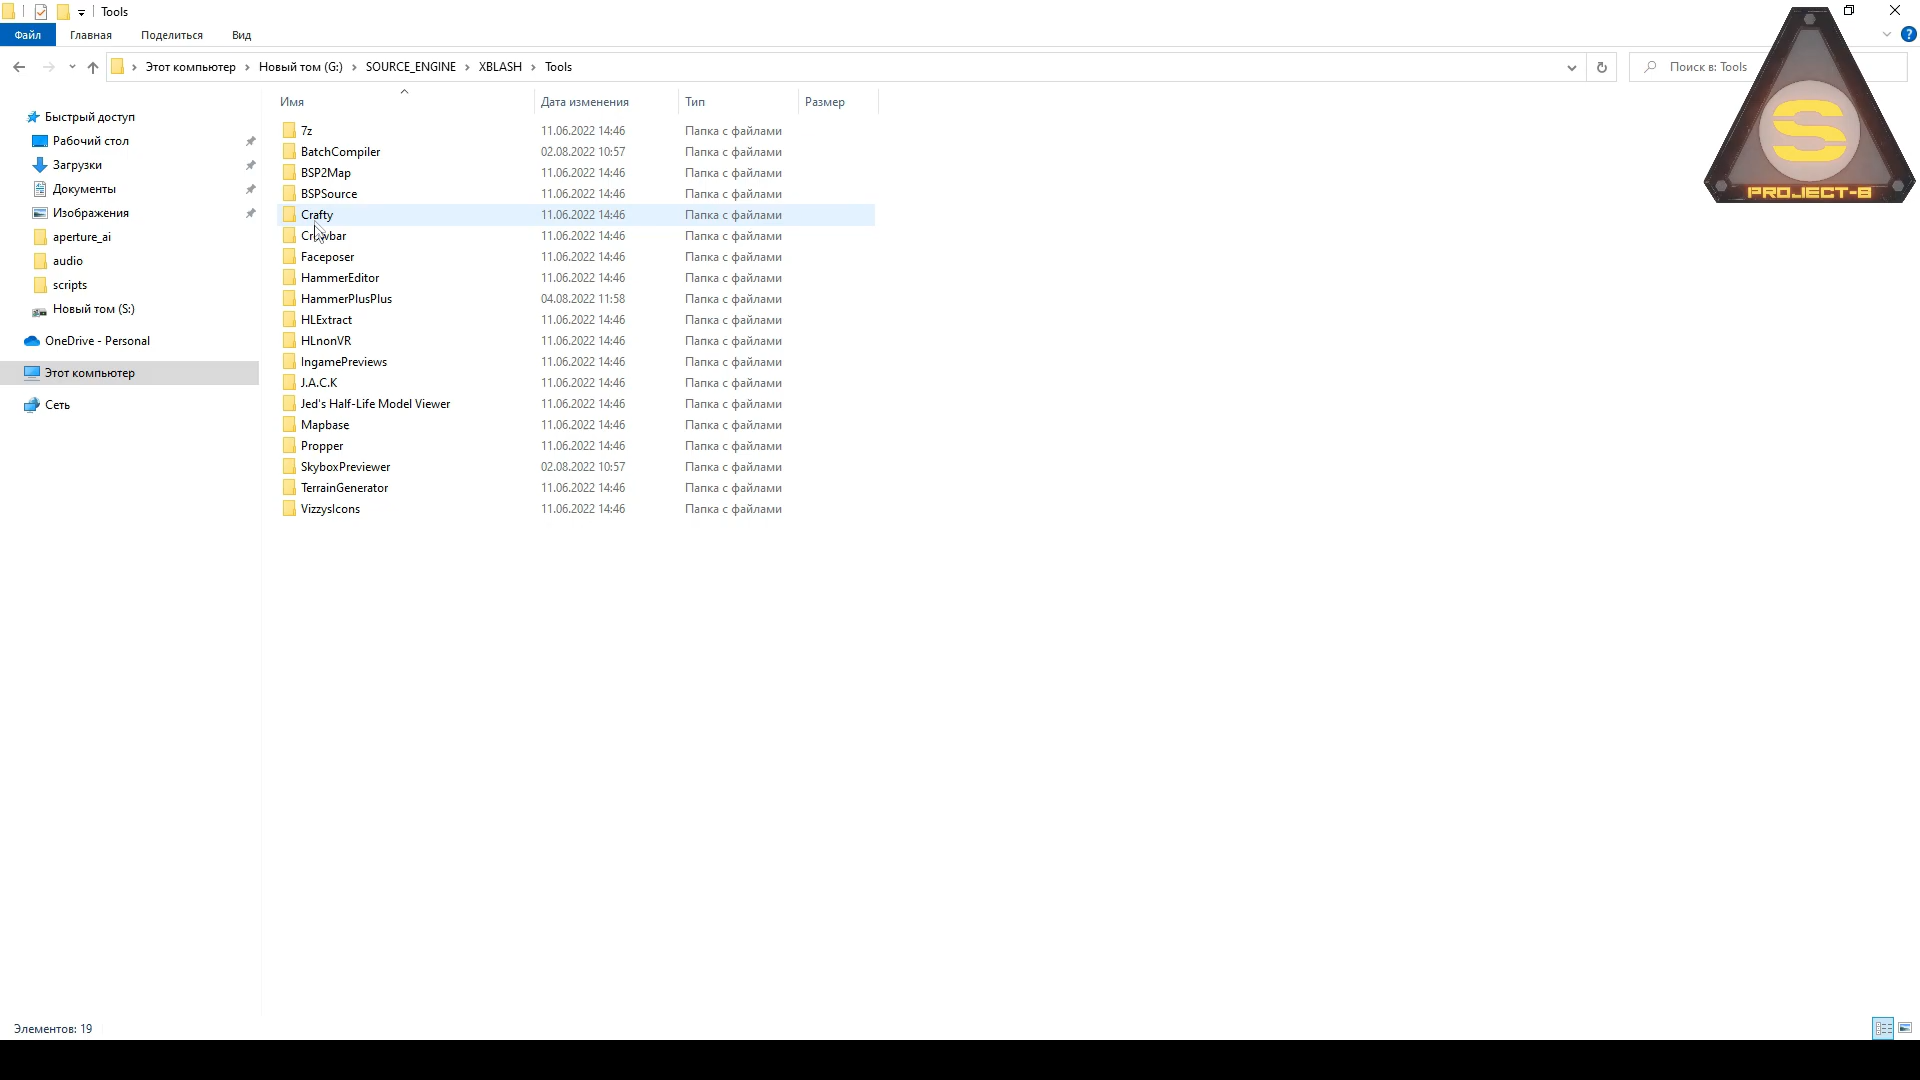 Tools
Файл Главная Поделиться Вид
Этот компьютер Новый том (G:) SOURCE_ENGINE XBLASH Tools
Поиск в: Tools
Быстрый доступ
Рабочий стол
Загрузки
Документы
Изображения
aperture_ai
audio
scripts
Новый том (S:)
OneDrive - Personal
Этот компьютер
Сеть
Имя Дата изменения Тип Размер
7z 11.06.2022 14:46 Папка с файлами
BatchCompiler 02.08.2022 10:57 Папка с файлами
BSP2Map 11.06.2022 14:46 Папка с файлами
BSPSource 11.06.2022 14:46 Папка с файлами
Crafty 11.06.2022 14:46 Папка с файлами
Crowbar 11.06.2022 14:46 Папка с файлами
Faceposer 11.06.2022 14:46 Папка с файлами
HammerEditor 11.06.2022 14:46 Папка с файлами
HammerPlusPlus 04.08.2022 11:58 Папка с файлами
HLExtract 11.06.2022 14:46 Папка с файлами
HLnonVR 11.06.2022 14:46 Папка с файлами
IngamePreviews 11.06.2022 14:46 Папка с файлами
J.A.C.K 11.06.2022 14:46 Папка с файлами
Jed's Half-Life Model Viewer 11.06.2022 14:46 Папка с файлами
Mapbase 11.06.2022 14:46 Папка с файлами
Propper 11.06.2022 14:46 Папка с файлами
SkyboxPreviewer 02.08.2022 10:57 Папка с файлами
TerrainGenerator 11.06.2022 14:46 Папка с файлами
VizzysIcons 11.06.2022 14:46 Папка с файлами
S
PROJECT-8
Элементов: 19